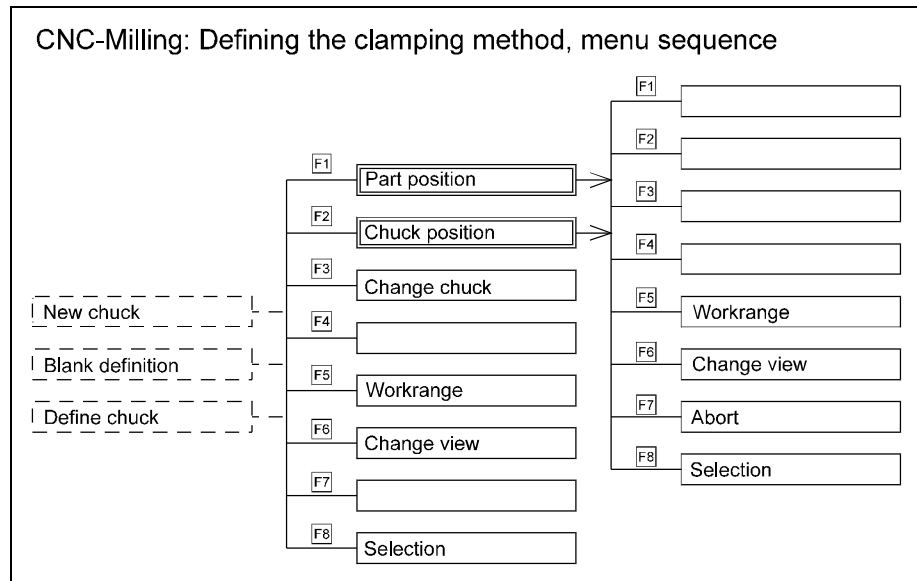 CNC-Milling: Defining the clamping method, menu sequence
New chuck
Blank definition
Define chuck
F1
Part position
F2
Chuck position
F3
Change chuck
F4
F5
Workrange
F6
Change view
F7
F8
Selection
F1
F2
F3
F4
F5
Workrange
F6
Change view
F7
Abort
F8
Selection